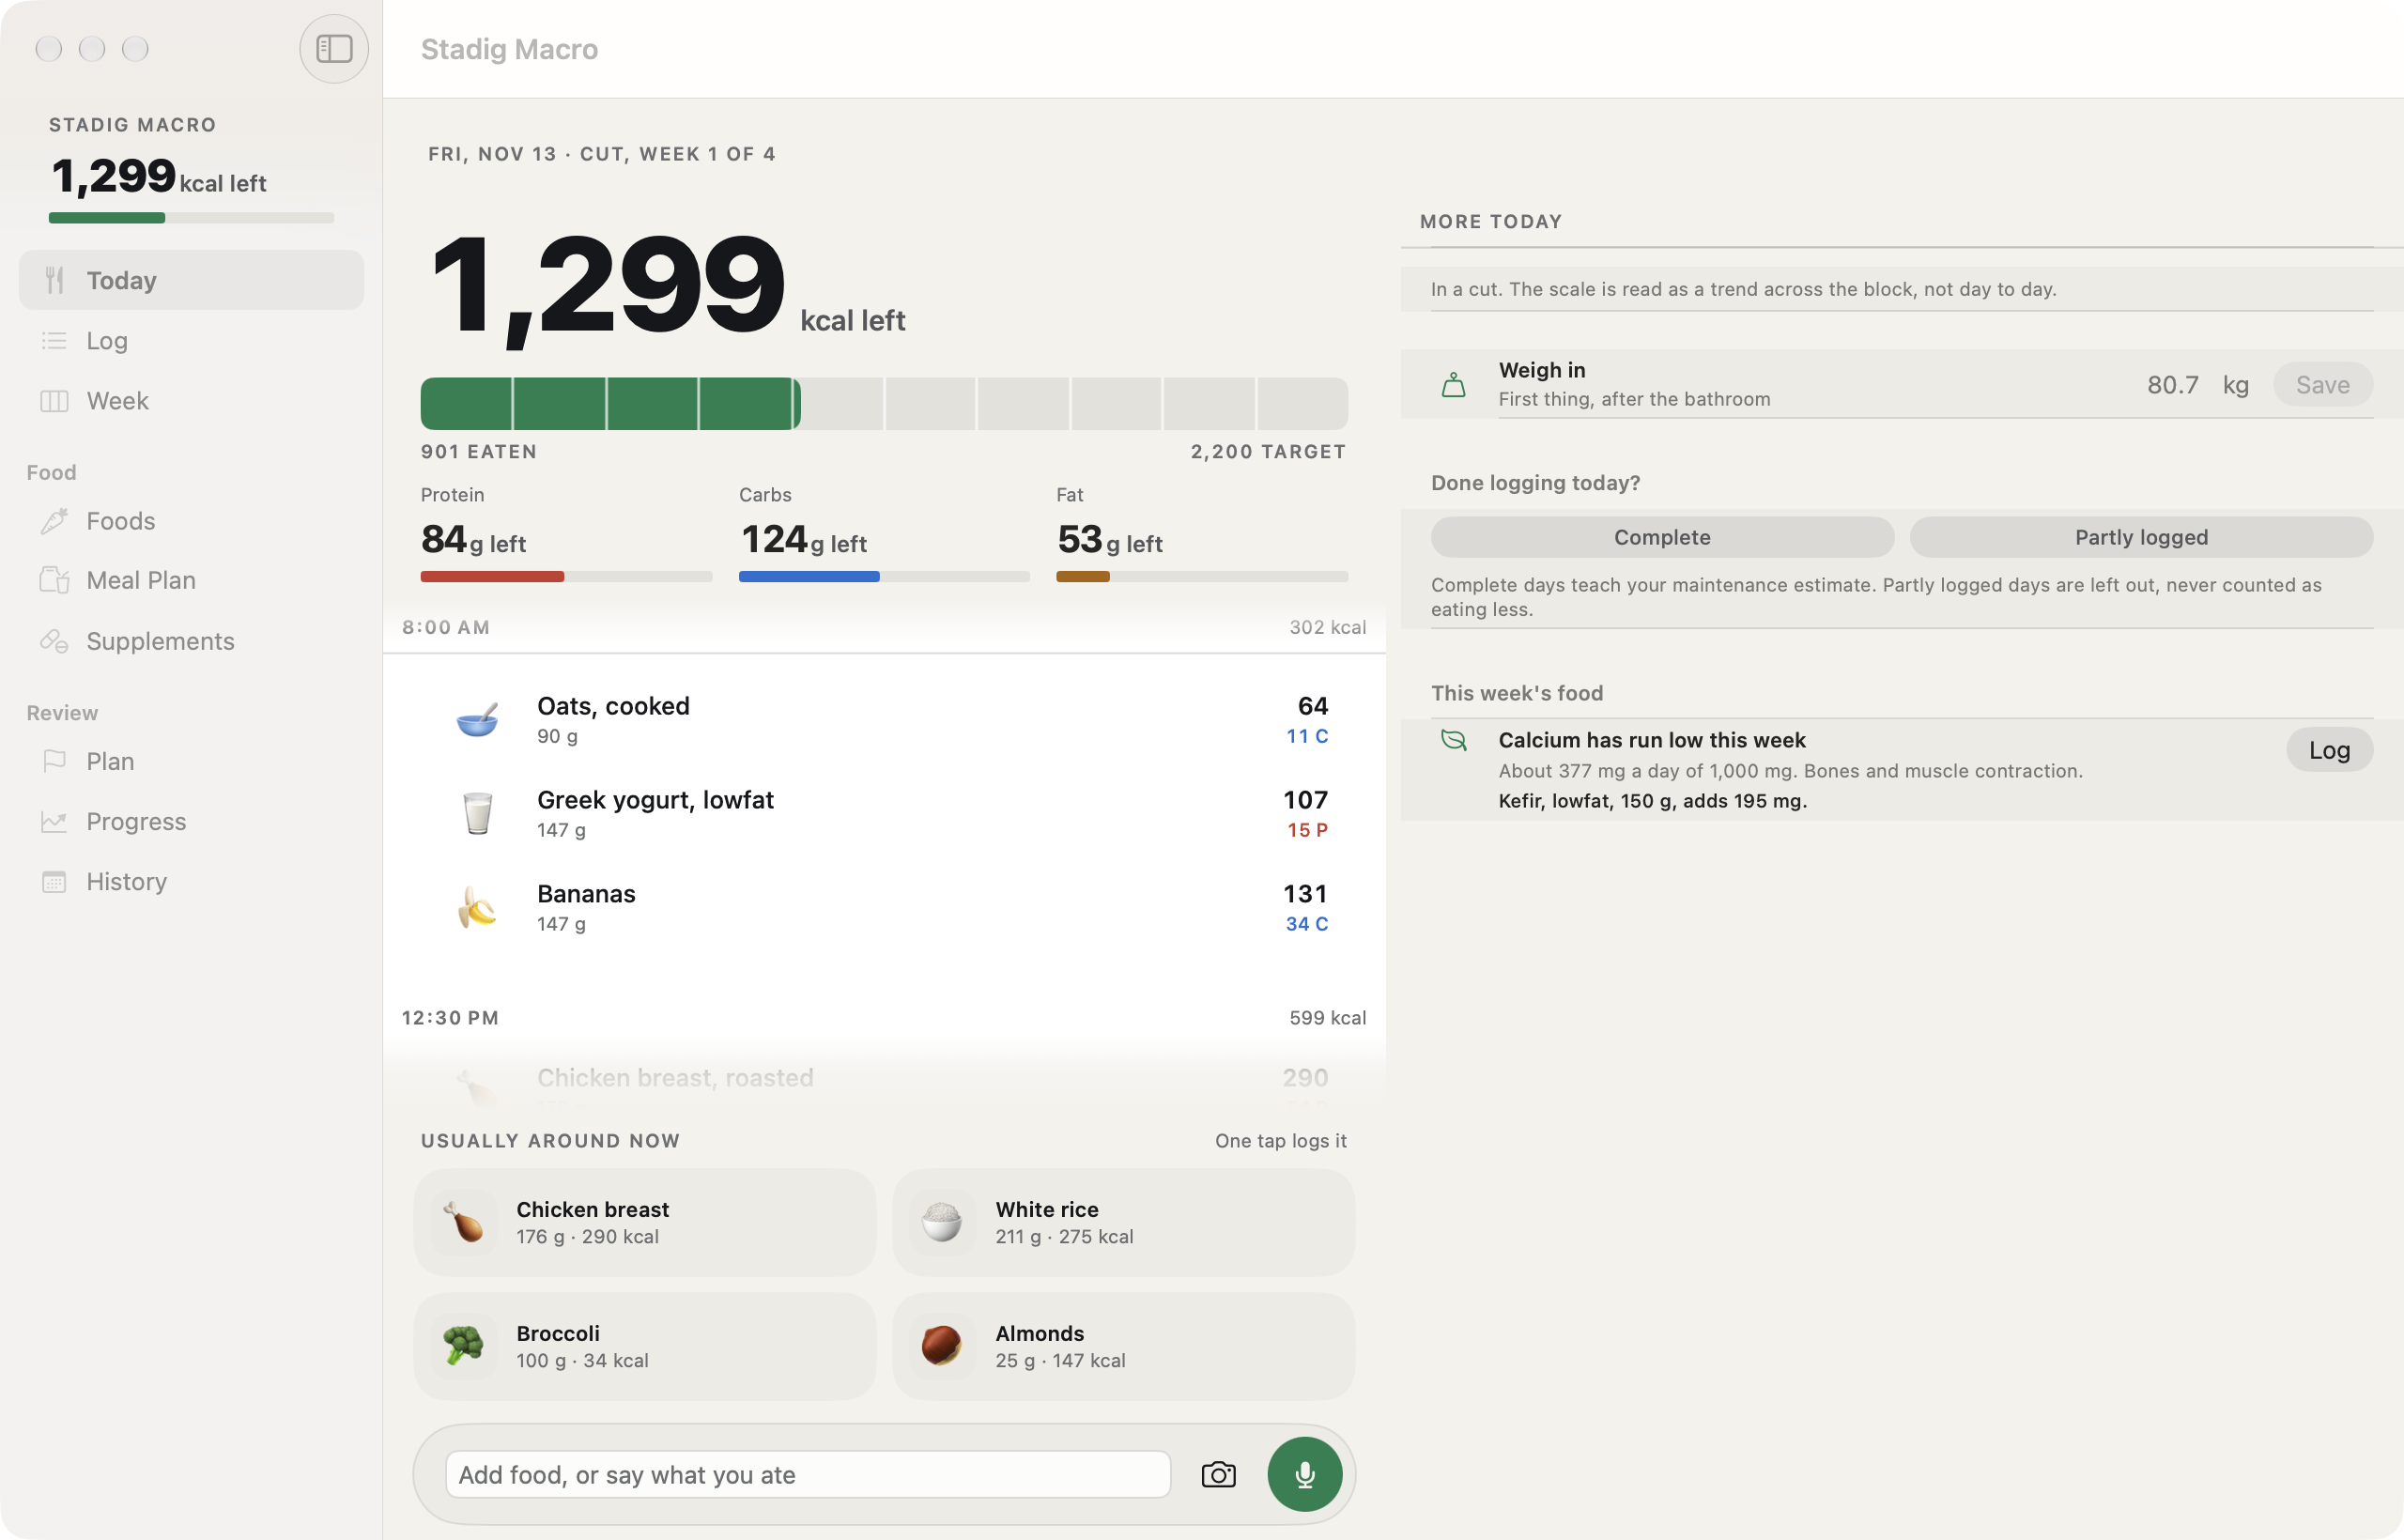 Stadig Macro
STADIG MACRO
1,299 kcal left
Today
Log
Week
Food
Foods
Meal Plan
Supplements
Review
Plan
Progress
History
FRI, NOV 13 · CUT, WEEK 1 OF 4
1,299 kcal left
901 EATEN
2,200 TARGET
Protein
84 g left
Carbs
124 g left
Fat
53 g left
8:00 AM
302 kcal
Oats, cooked
64
90 g
11 C
Greek yogurt, lowfat
107
147 g
15 P
Bananas
131
147 g
34 C
12:30 PM
599 kcal
Chicken breast, roasted
290
USUALLY AROUND NOW
One tap logs it
Chicken breast
176 g · 290 kcal
White rice
211 g · 275 kcal
Broccoli
100 g · 34 kcal
Almonds
25 g · 147 kcal
Add food, or say what you ate
MORE TODAY
In a cut. The scale is read as a trend across the block, not day to day.
Weigh in
First thing, after the bathroom
80.7 kg
Save
Done logging today?
Complete
Partly logged
Complete days teach your maintenance estimate. Partly logged days are left out, never counted as
eating less.
This week's food
Calcium has run low this week
About 377 mg a day of 1,000 mg. Bones and muscle contraction.
Kefir, lowfat, 150 g, adds 195 mg.
Log